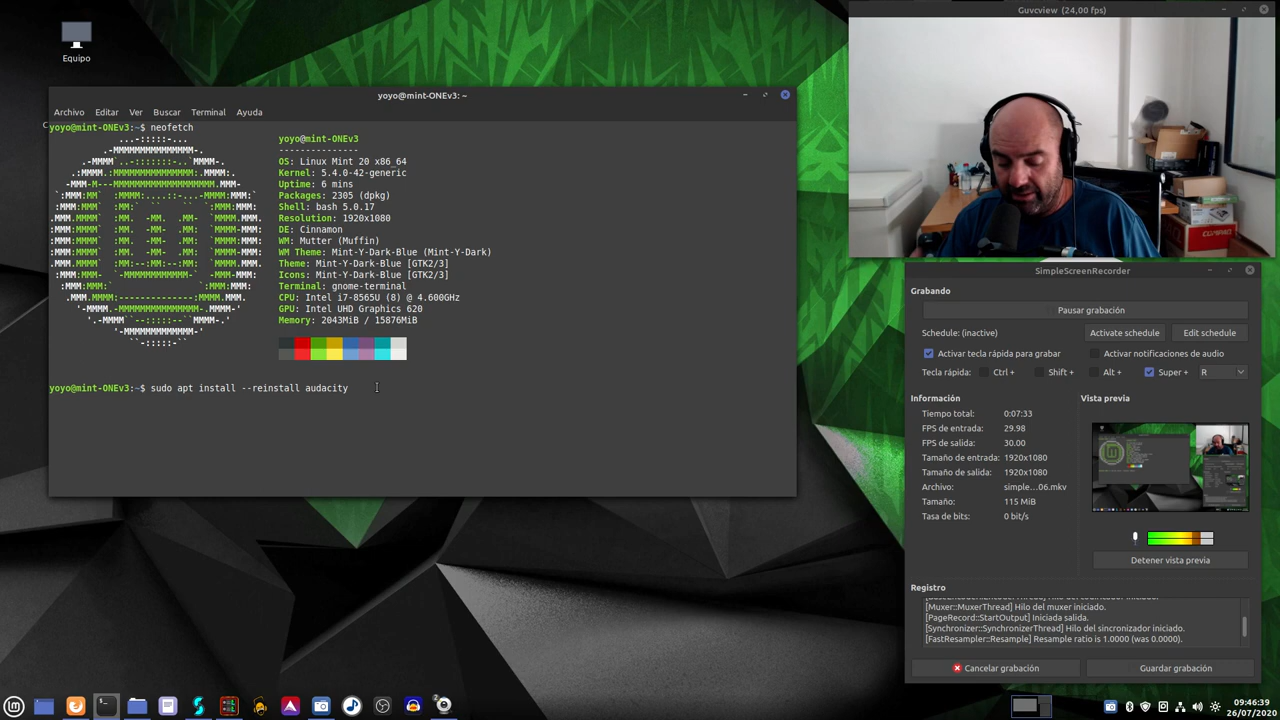 Equipo
yoyo@mint-ONEv3: ~
Archivo Editar Ver Buscar Terminal Ayuda
yoyo@mint-ONEv3:~$ neofetch
yoyo@mint-ONEv3
---------------
OS: Linux Mint 20 x86_64
Kernel: 5.4.0-42-generic
Uptime: 6 mins
Packages: 2305 (dpkg)
Shell: bash 5.0.17
Resolution: 1920x1080
DE: Cinnamon
WM: Mutter (Muffin)
WM Theme: Mint-Y-Dark-Blue (Mint-Y-Dark)
Theme: Mint-Y-Dark-Blue [GTK2/3]
Icons: Mint-Y-Dark-Blue [GTK2/3]
Terminal: gnome-terminal
CPU: Intel i7-8565U (8) @ 4.600GHz
GPU: Intel UHD Graphics 620
Memory: 2043MiB / 15876MiB
yoyo@mint-ONEv3:~$ sudo apt install --reinstall audacity
Guvcview (24,00 fps)
COMPAQ
SimpleScreenRecorder
Grabando
Pausar grabación
Schedule: (inactive) Activate schedule Edit schedule
Activar tecla rápida para grabar Activar notificaciones de audio
Tecla rápida: Ctrl + Shift + Alt + Super + R
Información
Tiempo total: 0:07:33
FPS de entrada: 29.98
FPS de salida: 30.00
Tamaño de entrada: 1920x1080
Tamaño de salida: 1920x1080
Archivo: simple...06.mkv
Tamaño: 115 MiB
Tasa de bits: 0 bit/s
Vista previa
Detener vista previa
Registro
[Muxer::MuxerThread] Hilo del muxer iniciado.
[PageRecord::StartOutput] Iniciada salida.
[Synchronizer::SynchronizerThread] Hilo del sincronizador iniciado.
[FastResampler::Resample] Resample ratio is 1.0000 (was 0.0000).
Cancelar grabación Guardar grabación
2
09:46:39
26/07/2020